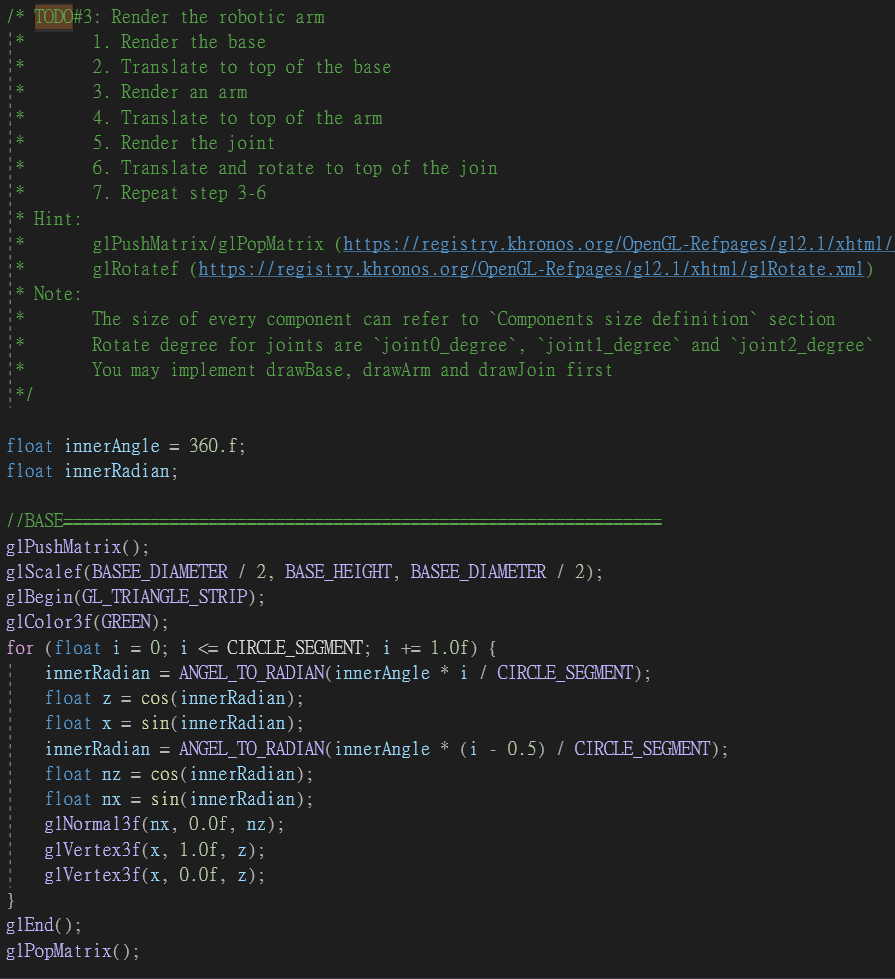 /* TODO#3: Render the robotic arm
*       1. Render the base
*       2. Translate to top of the base
*       3. Render an arm
*       4. Translate to top of the arm
*       5. Render the joint
*       6. Translate and rotate to top of the join
*       7. Repeat step 3-6
* Hint:
*       glPushMatrix/glPopMatrix (https://registry.khronos.org/OpenGL-Refpages/gl2.1/xhtml/
*       glRotatef (https://registry.khronos.org/OpenGL-Refpages/gl2.1/xhtml/glRotate.xml)
* Note:
*       The size of every component can refer to `Components size definition` section
*       Rotate degree for joints are `joint0_degree`, `joint1_degree` and `joint2_degree`
*       You may implement drawBase, drawArm and drawJoin first
*/
float innerAngle = 360.f;
float innerRadian;
//BASE==============================================================
glPushMatrix();
glScalef(BASEE_DIAMETER / 2, BASE_HEIGHT, BASEE_DIAMETER / 2);
glBegin(GL_TRIANGLE_STRIP);
glColor3f(GREEN);
for (float i = 0; i <= CIRCLE_SEGMENT; i += 1.0f) {
    innerRadian = ANGEL_TO_RADIAN(innerAngle * i / CIRCLE_SEGMENT);
    float z = cos(innerRadian);
    float x = sin(innerRadian);
    innerRadian = ANGEL_TO_RADIAN(innerAngle * (i - 0.5) / CIRCLE_SEGMENT);
    float nz = cos(innerRadian);
    float nx = sin(innerRadian);
    glNormal3f(nx, 0.0f, nz);
    glVertex3f(x, 1.0f, z);
    glVertex3f(x, 0.0f, z);
}
glEnd();
glPopMatrix();